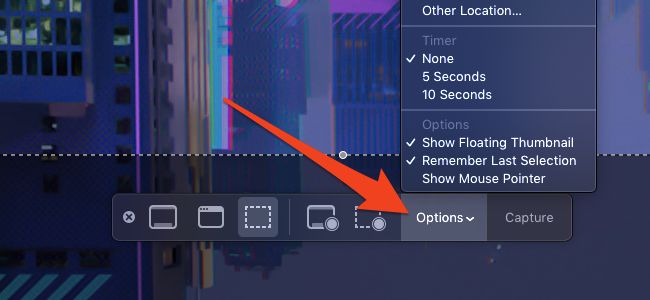 Other Location...
Timer
None
5 Seconds
10 Seconds
Options
Show Floating Thumbnail
Remember Last Selection
Show Mouse Pointer
Options
Capture